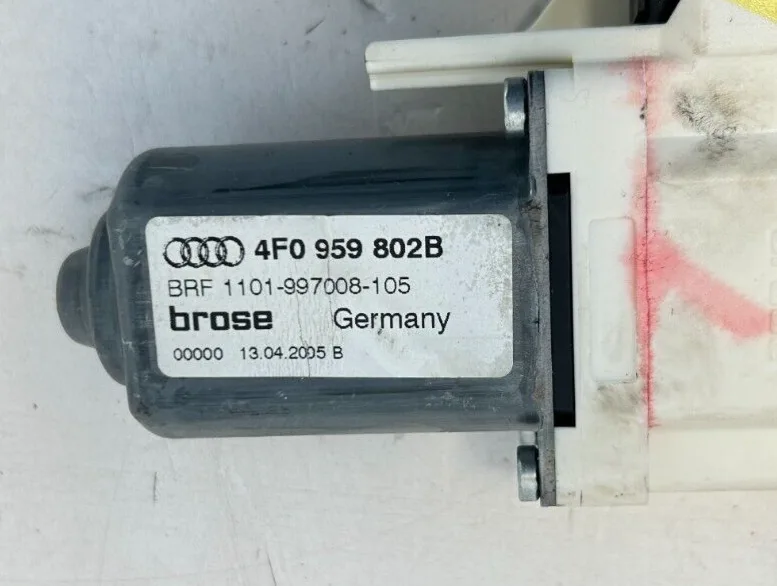 4F0 959 802B
BRF 1101-997008-105
brose Germany
00000 13.04.2005 B